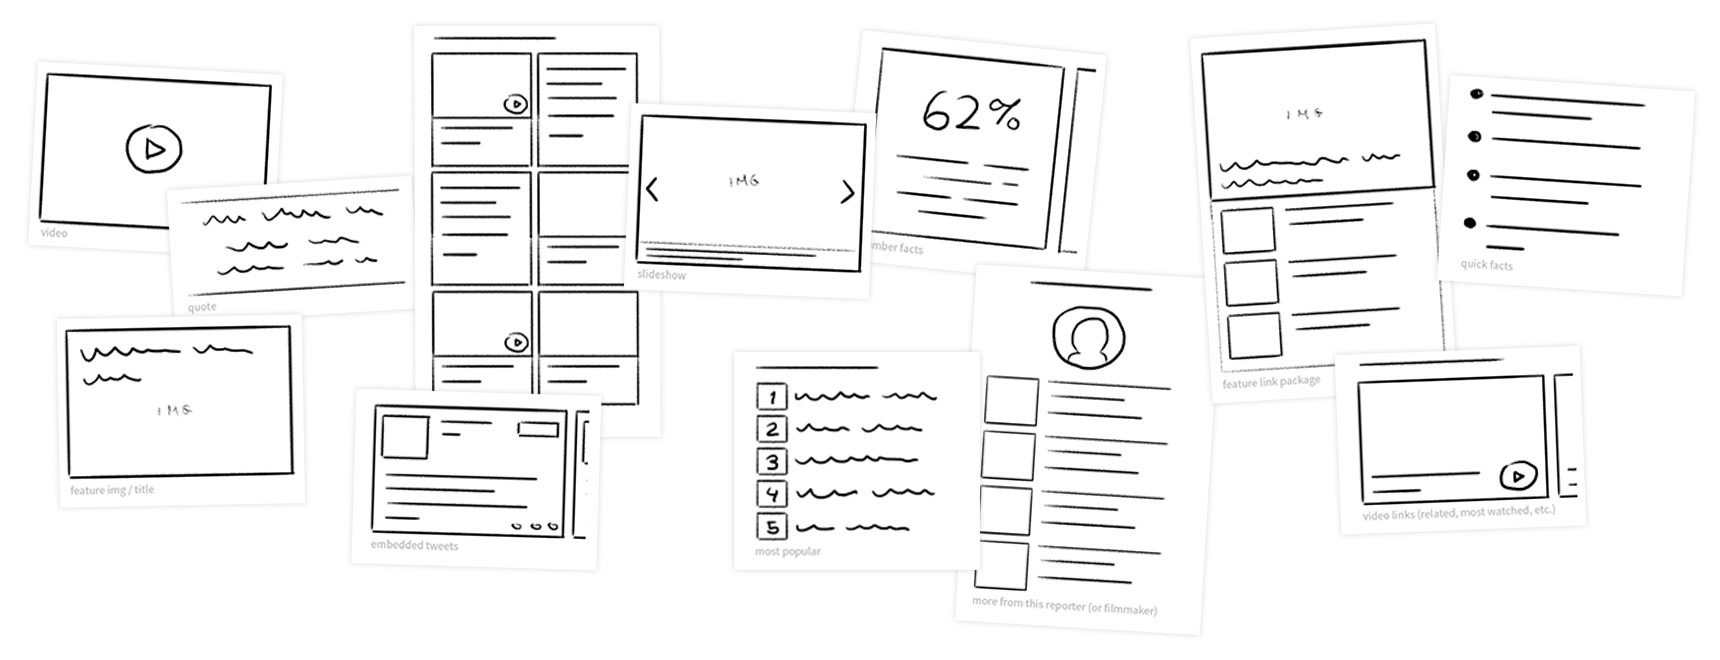 video
quote
IMG
feature img / title
embedded tweets
IMG
slideshow
62%
mber facts
1
2
3
4
5
most popular
more from this reporter (or filmmaker)
IMG
feature link package
quick facts
video links (related, most watched, etc.)